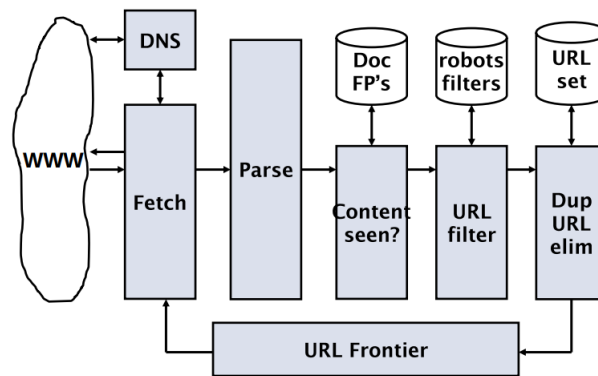 DNS
Doc
FP's
robots
filters
URL
set
WWW
Fetch
Parse
Content
seen?
URL
filter
Dup
URL
elim
URL Frontier